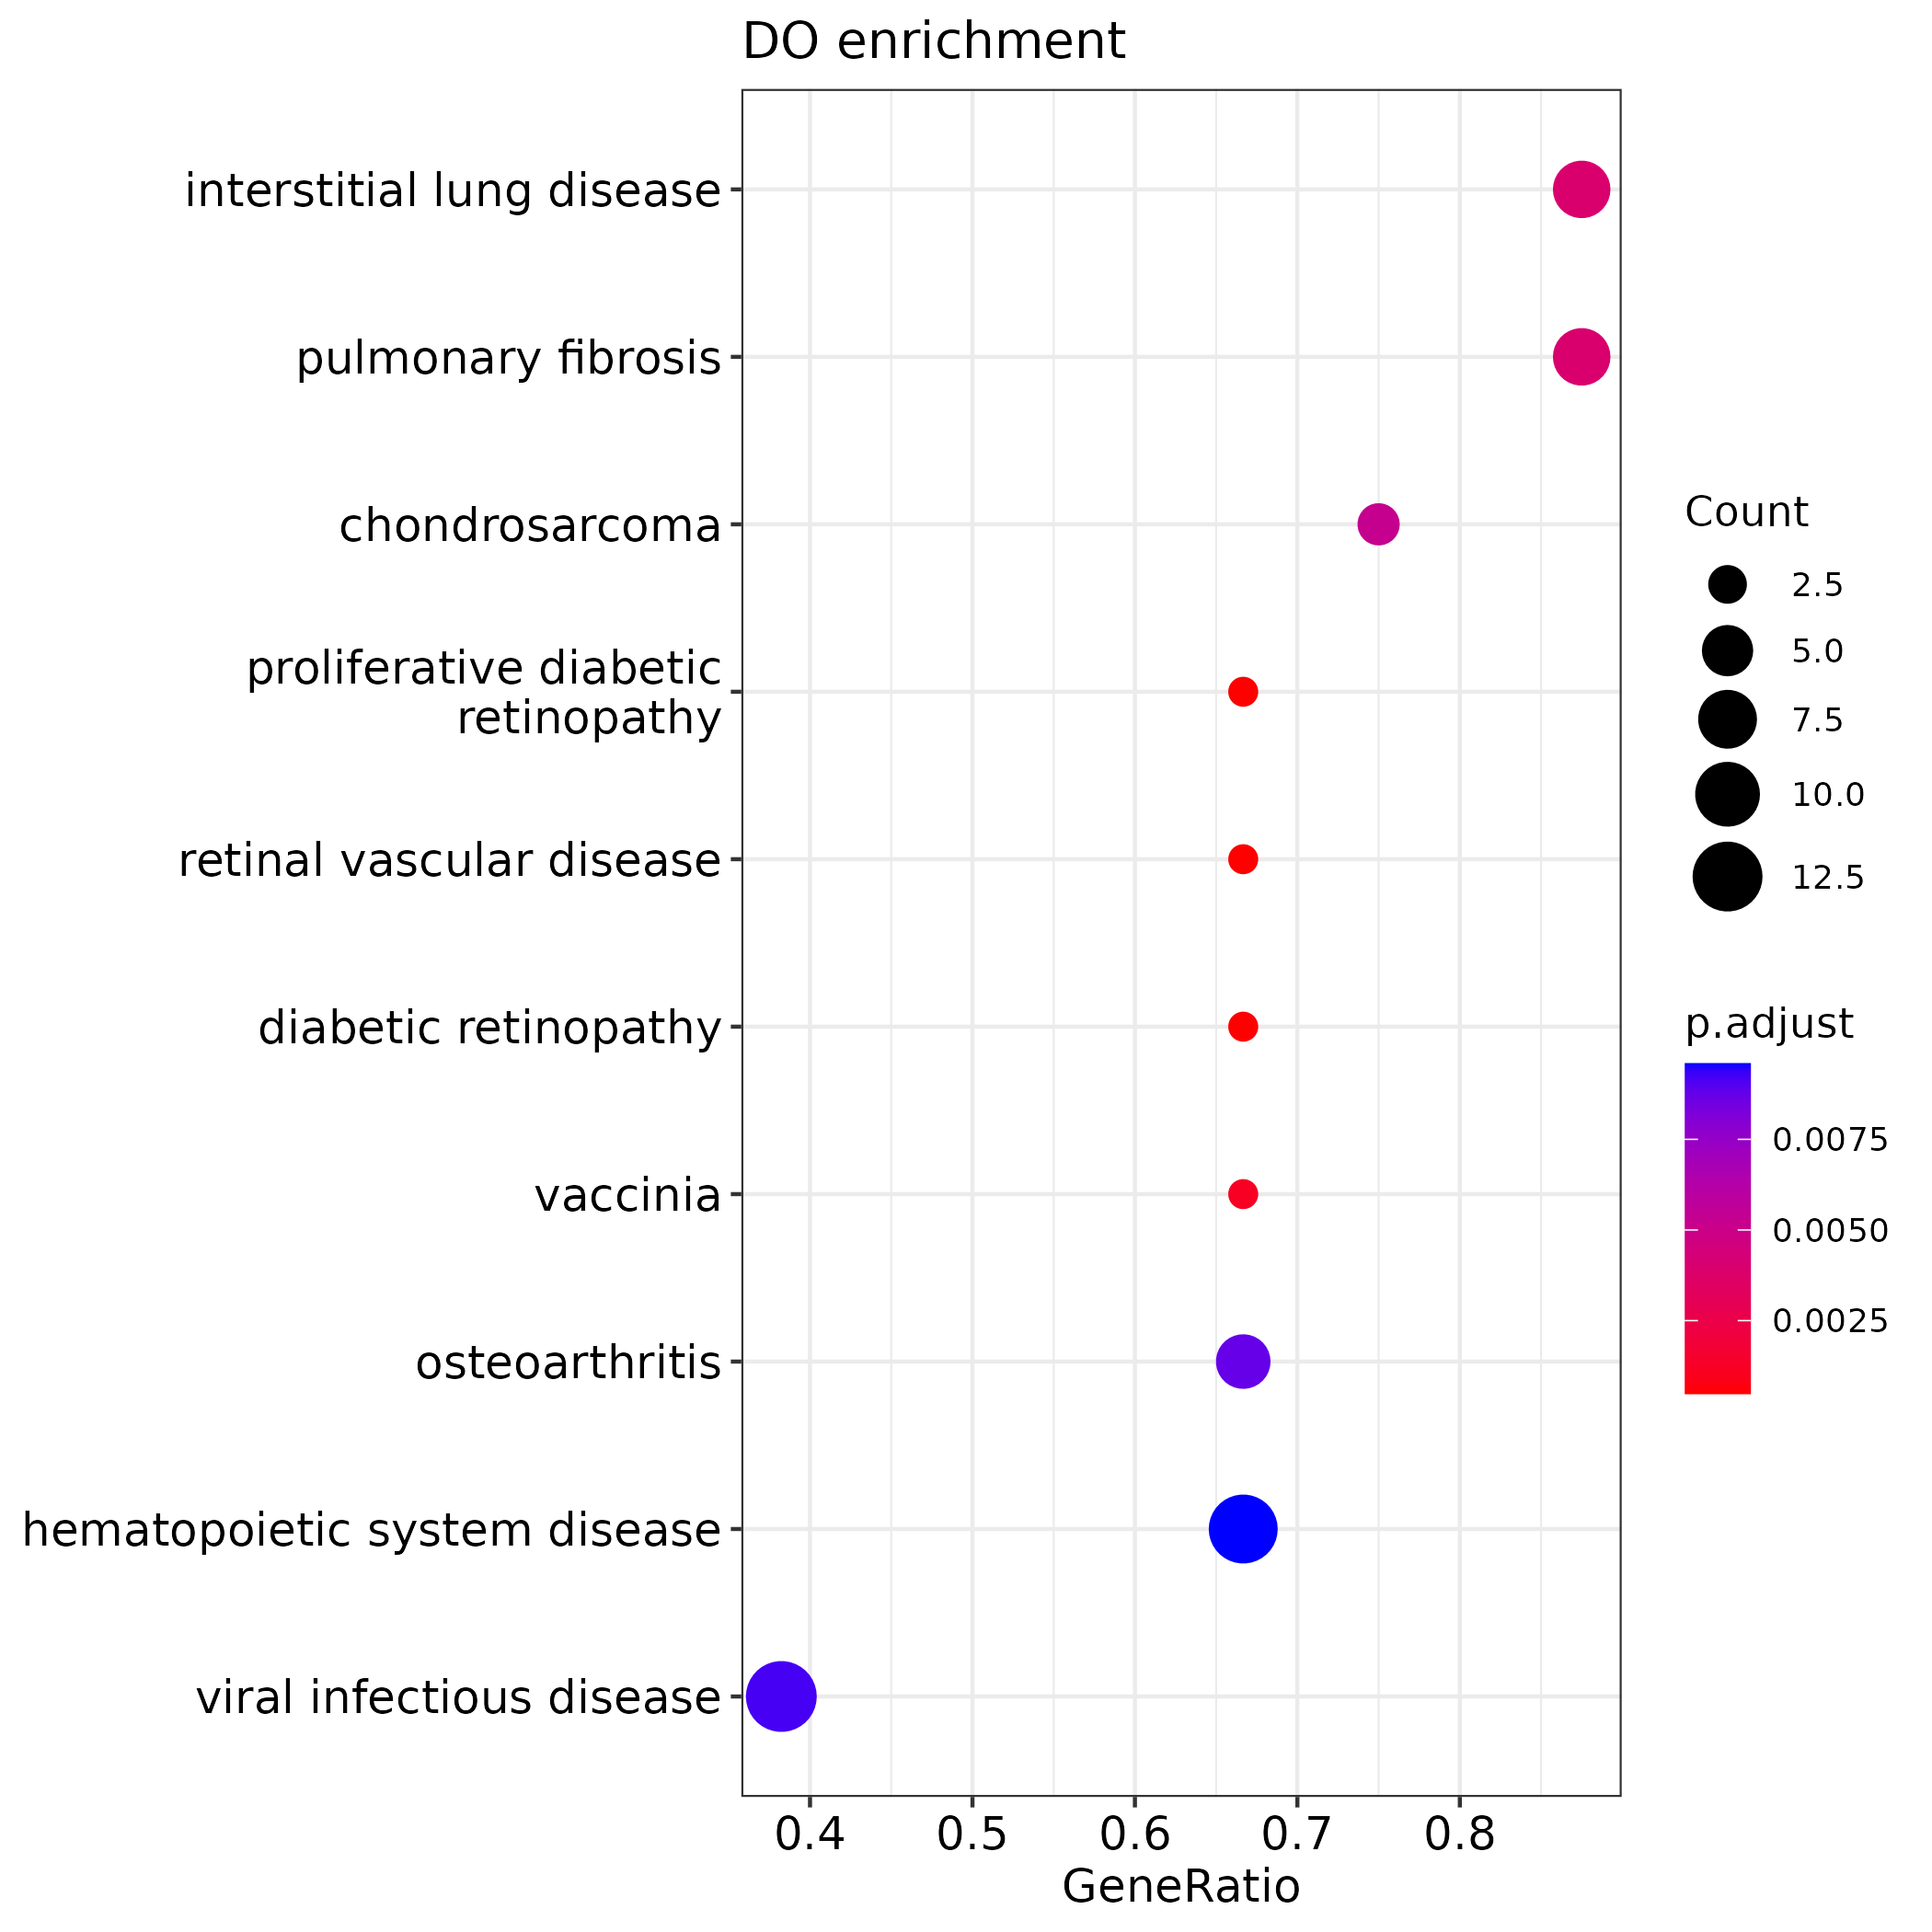 DO enrichment
interstitial lung disease
pulmonary fibrosis
chondrosarcoma
proliferative diabetic
retinopathy
retinal vascular disease
diabetic retinopathy
vaccinia
osteoarthritis
hematopoietic system disease
viral infectious disease
0.4 0.5 0.6 0.7 0.8
GeneRatio
Count
2.5
5.0
7.5
10.0
12.5
p.adjust
0.0075
0.0050
0.0025